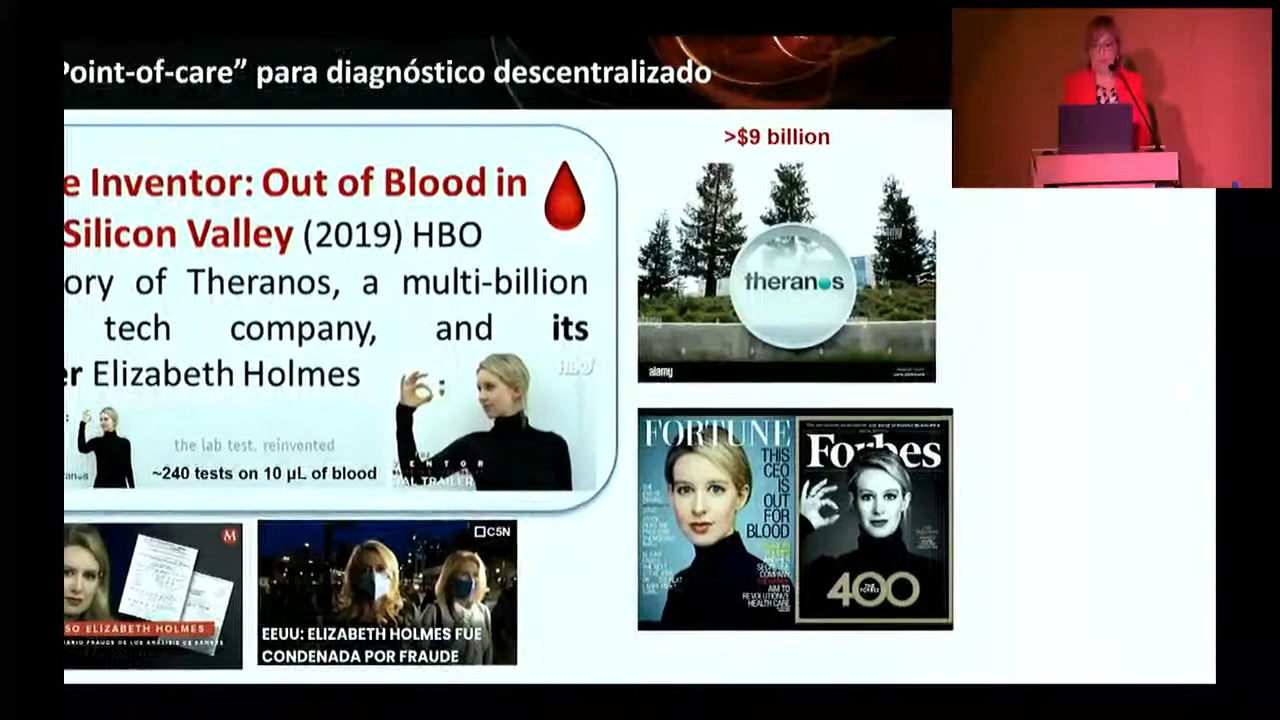 Point-of-care” para diagnóstico descentralizado
e Inventor: Out of Blood in
Silicon Valley (2019) HBO
ory of Theranos, a multi-billion
tech company, and its
er Elizabeth Holmes
HBO
the lab test, reinvented
~240 tests on 10 µL of blood
>$9 billion
theranos
alamy
FORTUNE
THIS
CEO
IS
OUT
FOR
BLOOD
Forbes
400
M
SO ELIZABETH HOLMES
C5N
EEUU: ELIZABETH HOLMES FUE
CONDENADA POR FRAUDE